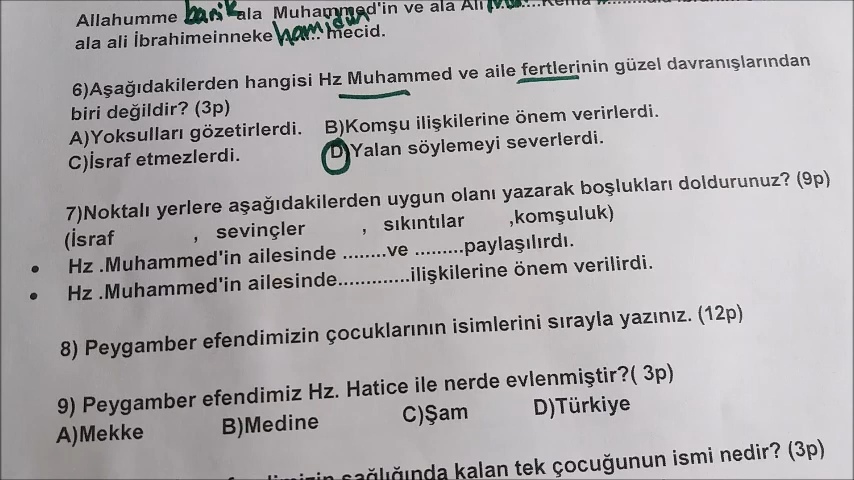 Allahumme barik ala Muhammed'in ve ala Ali
ala ali İbrahimeinneke hamidün mecid.
6)Aşağıdakilerden hangisi Hz Muhammed ve aile fertlerinin güzel davranışlarından
biri değildir? (3p)
A)Yoksulları gözetirlerdi. B)Komşu ilişkilerine önem verirlerdi.
C)İsraf etmezlerdi. D)Yalan söylemeyi severlerdi.
7)Noktalı yerlere aşağıdakilerden uygun olanı yazarak boşlukları doldurunuz? (9p)
(İsraf , sevinçler , sıkıntılar ,komşuluk)
• Hz .Muhammed'in ailesinde ........ve .........paylaşılırdı.
• Hz .Muhammed'in ailesinde.............ilişkilerine önem verilirdi.
8) Peygamber efendimizin çocuklarının isimlerini sırayla yazınız. (12p)
9) Peygamber efendimiz Hz. Hatice ile nerde evlenmiştir?( 3p)
A)Mekke B)Medine C)Şam D)Türkiye
sağlığında kalan tek çocuğunun ismi nedir? (3p)